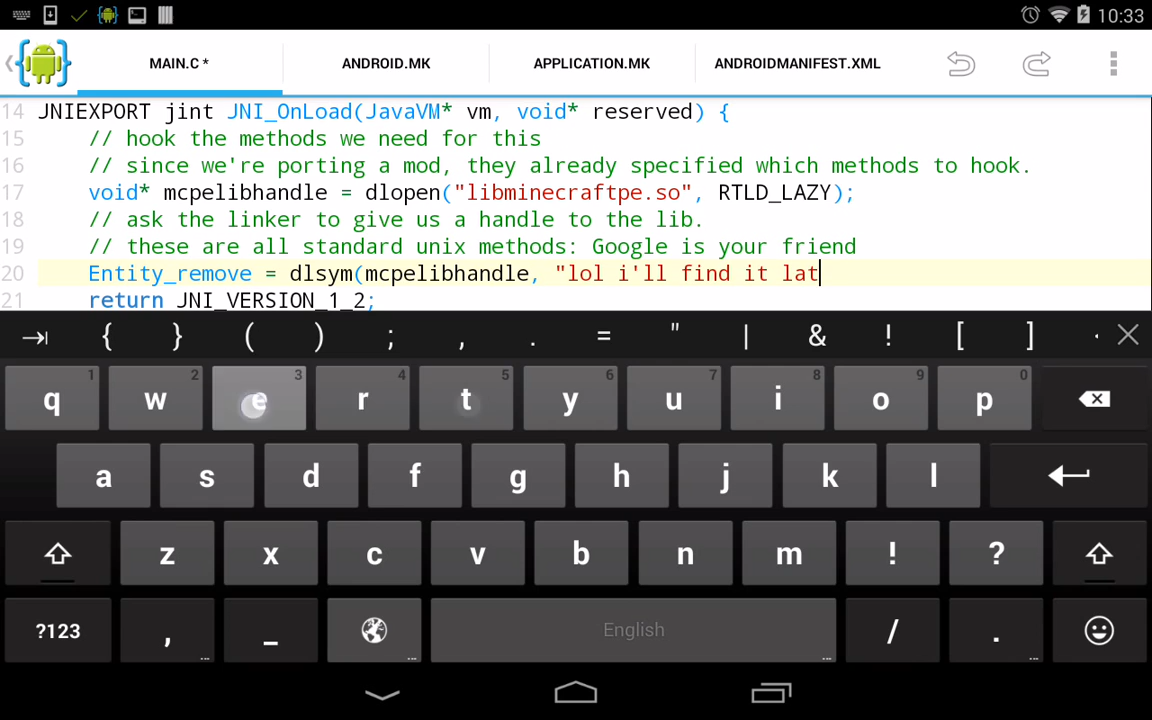 10:33
MAIN.C * ANDROID.MK APPLICATION.MK ANDROIDMANIFEST.XML
14 JNIEXPORT jint JNI_OnLoad(JavaVM* vm, void* reserved) {
15 // hook the methods we need for this
16 // since we're porting a mod, they already specified which methods to hook.
17 void* mcpelibhandle = dlopen("libminecraftpe.so", RTLD_LAZY);
18 // ask the linker to give us a handle to the lib.
19 // these are all standard unix methods: Google is your friend
20 Entity_remove = dlsym(mcpelibhandle, "lol i'll find it lat
21 return JNI_VERSION_1_2;
{ } ( ) ; , . = " | & ! [ ]
q 1 w 2 e 3 r 4 t 5 y 6 u 7 i 8 o 9 p 0
a s d f g h j k l
z x c v b n m ! ?
?123 , _ English / .